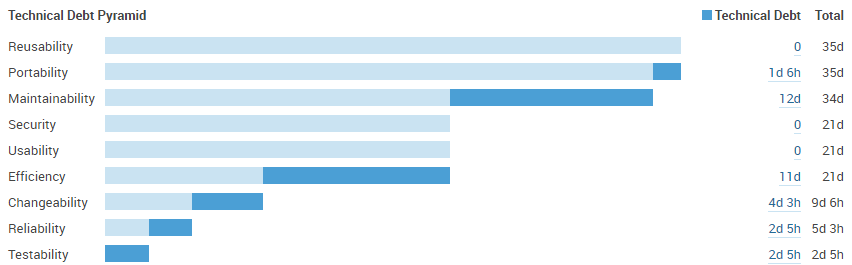 Technical Debt Pyramid Technical Debt Total
Reusability 0 35d
Portability 1d 6h 35d
Maintainability 12d 34d
Security 0 21d
Usability 0 21d
Efficiency 11d 21d
Changeability 4d 3h 9d 6h
Reliability 2d 5h 5d 3h
Testability 2d 5h 2d 5h